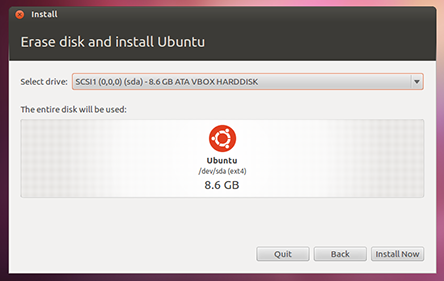 Install
Erase disk and install Ubuntu
Select drive: SCSI1 (0,0,0) (sda) - 8.6 GB ATA VBOX HARDDISK
The entire disk will be used:
Ubuntu
/dev/sda (ext4)
8.6 GB
Quit Back Install Now